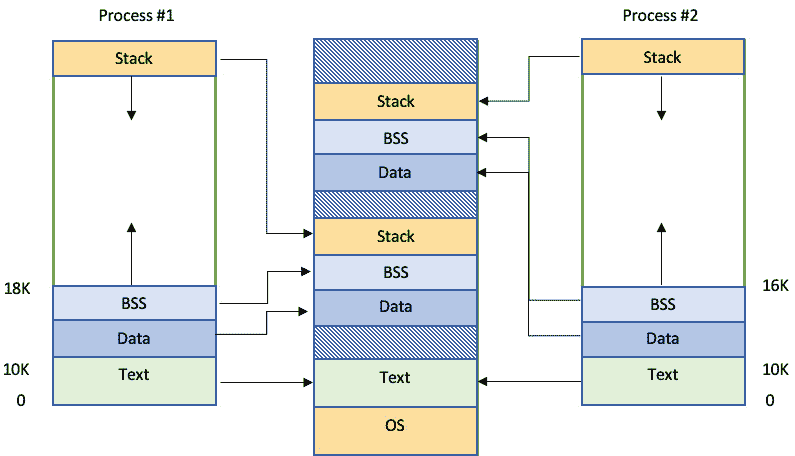 Process #1
Process #2
Stack
Stack
Stack
BSS
Data
Stack
18K
BSS
BSS
BSS
16K
Data
Data
Data
10K
Text
Text
Text
10K
0
0
OS